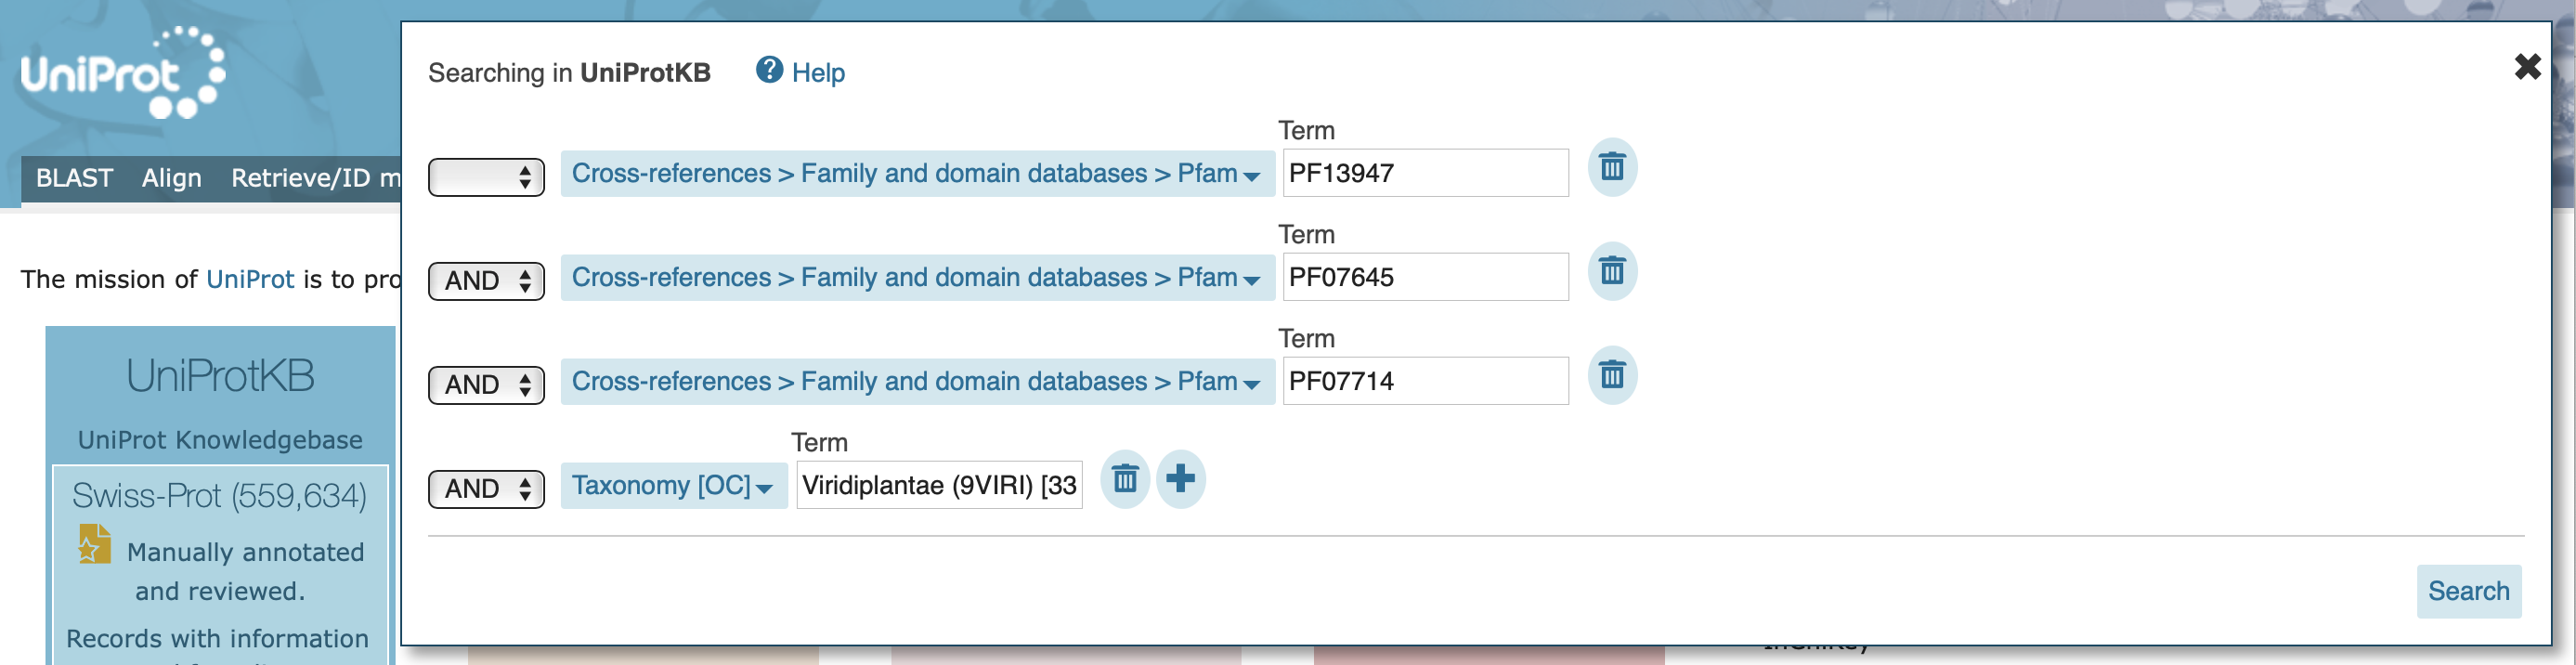 UniProt
Searching in UniProtKB ? Help
Term
Cross-references > Family and domain databases > Pfam PF13947
BLAST Align Retrieve/ID m
Term
AND Cross-references > Family and domain databases > Pfam PF07645
The mission of UniProt is to pro
Term
AND Cross-references > Family and domain databases > Pfam PF07714
UniProtKB
UniProt Knowledgebase
Term
AND Taxonomy [OC] Viridiplantae (9VIRI) [33
Swiss-Prot (559,634)
Manually annotated
and reviewed.
Search
Records with information